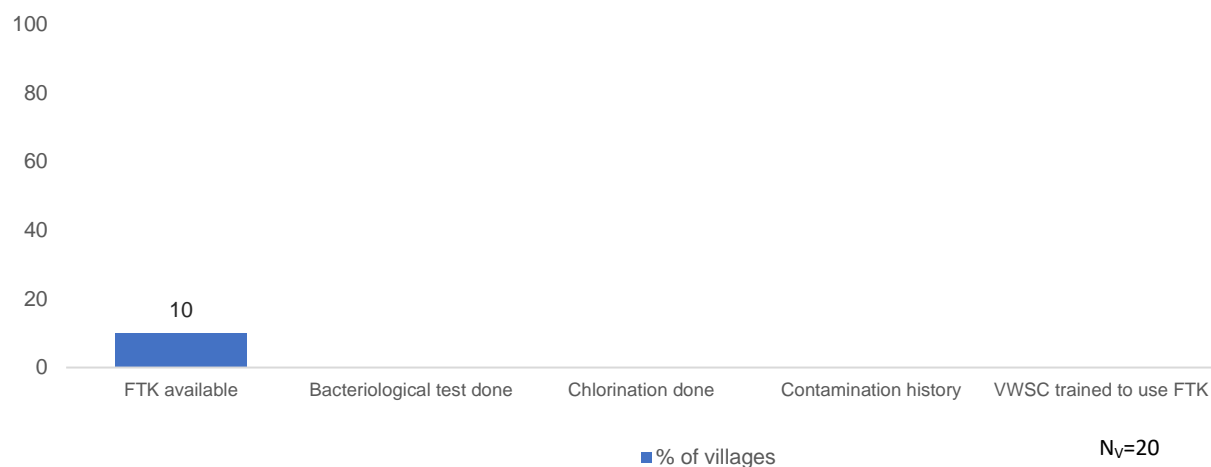 100
80
60
40
20
10
0
FTK available Bacteriological test done Chlorination done Contamination history VWSC trained to use FTK
% of villages
NV=20